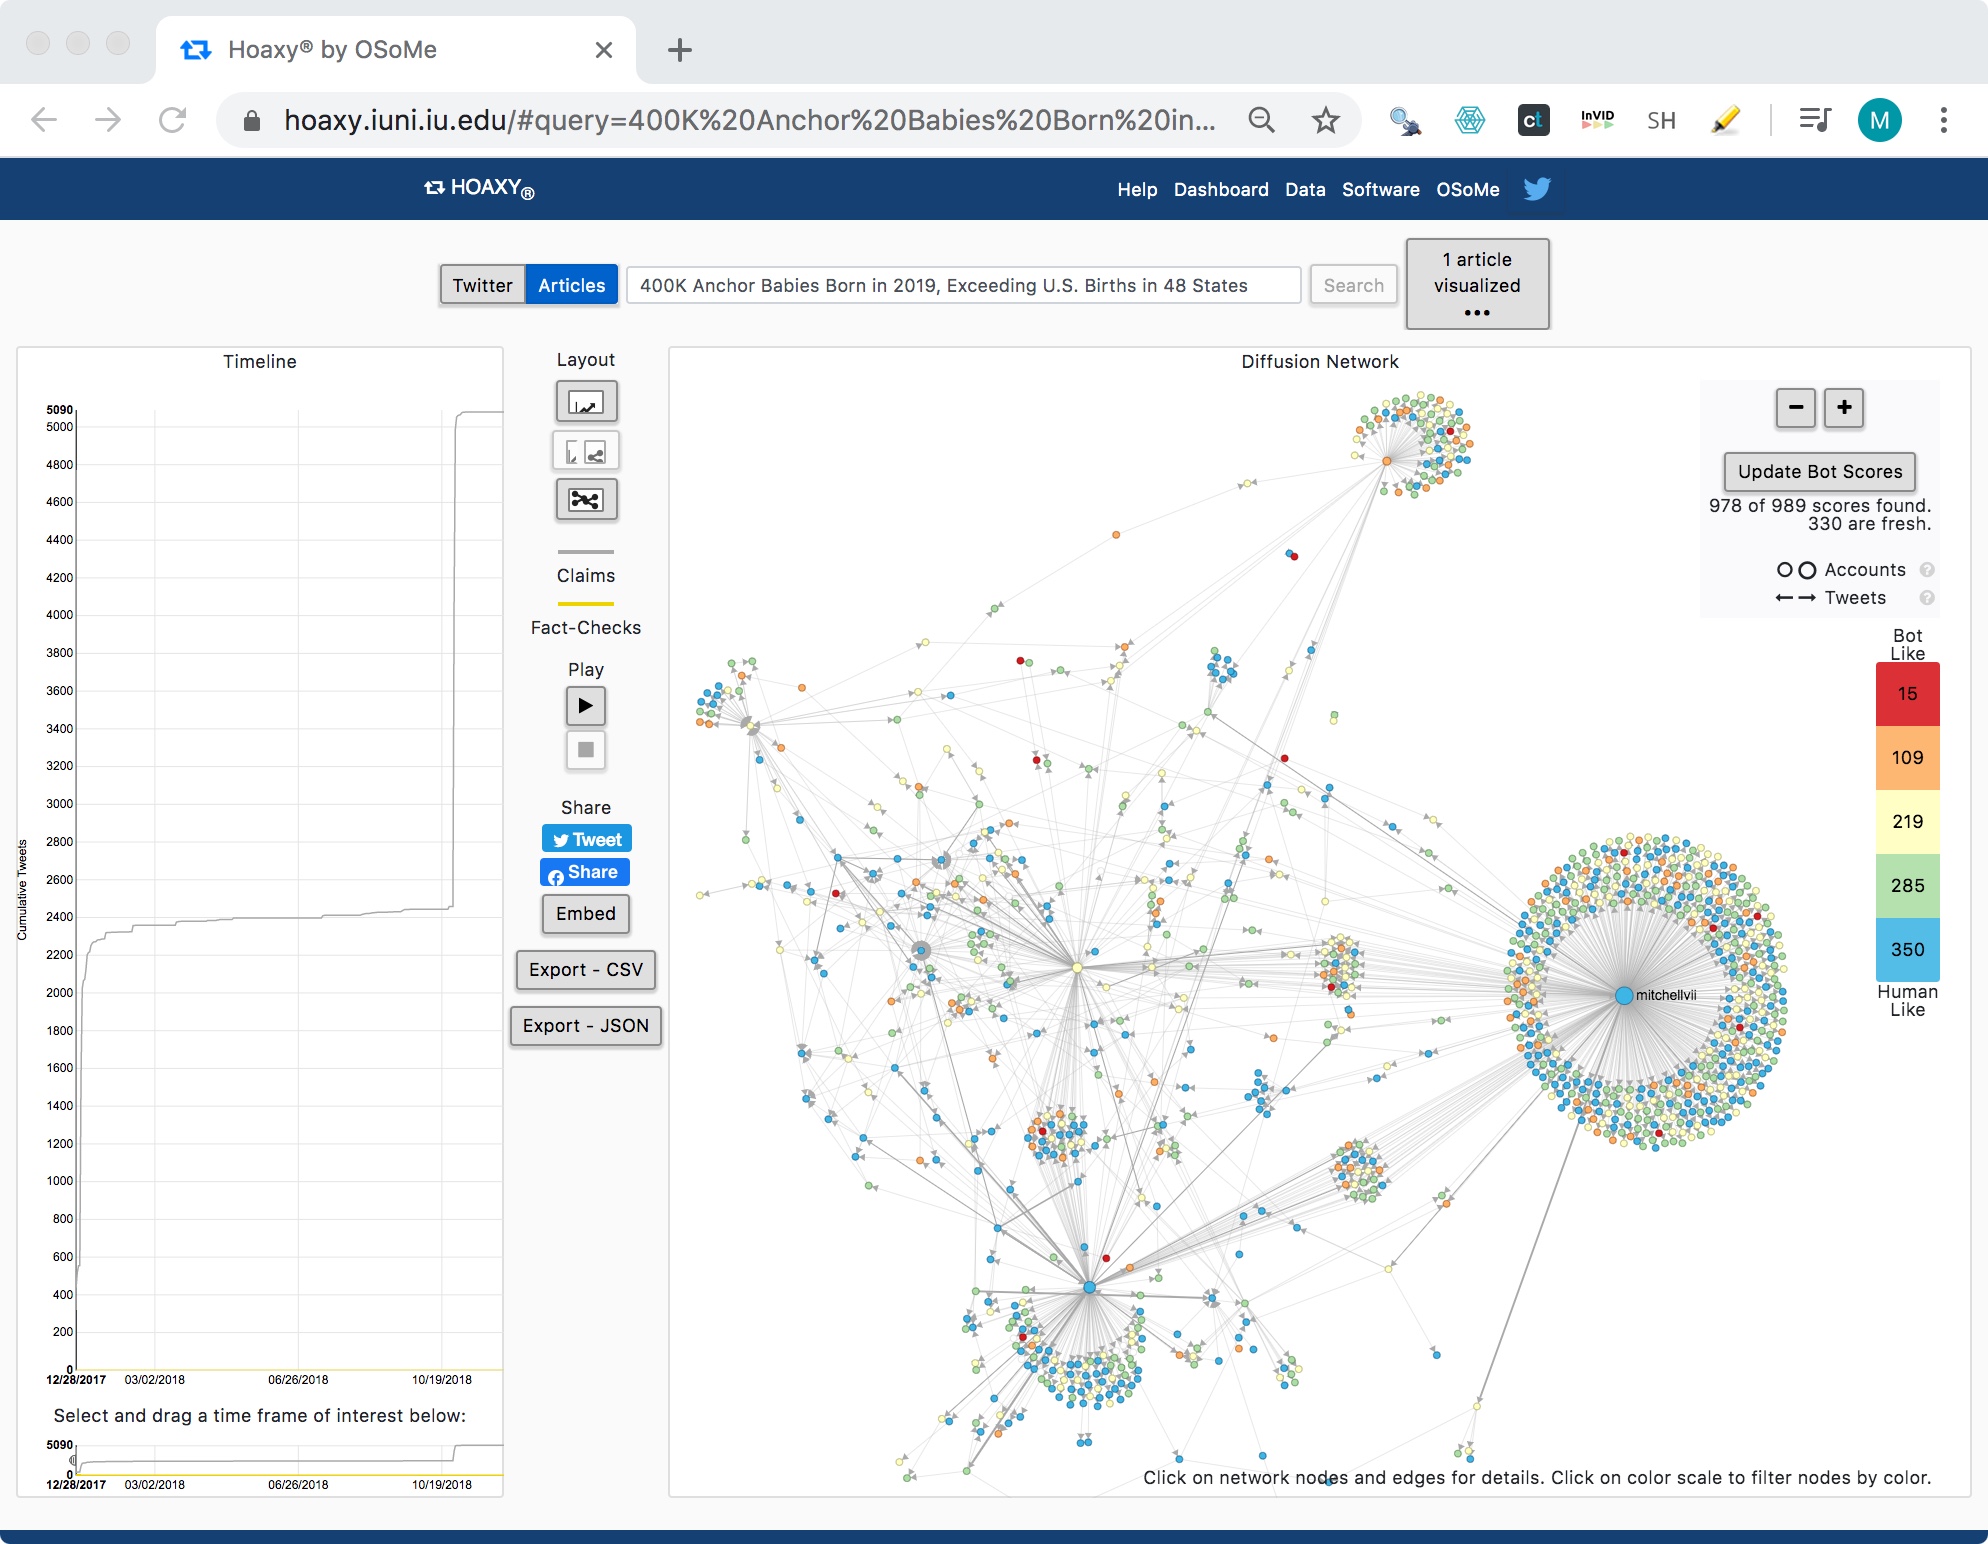 Hoaxy® by OSoMe
hoaxy.iuni.iu.edu/#query=400K%20Anchor%20Babies%20Born%20in...
ct
InVID
SH
M
HOAXY®
Help Dashboard Data Software OSoMe
Twitter Articles 400K Anchor Babies Born in 2019, Exceeding U.S. Births in 48 States Search
1 article
visualized
•••
Timeline
5090
5000
4800
4600
4400
4200
4000
3800
3600
3400
3200
3000
2800
2600
2400
2200
2000
1800
1600
1400
1200
1000
800
600
400
200
0
Cumulative Tweets
12/28/2017 03/02/2018 06/26/2018 10/19/2018
Select and drag a time frame of interest below:
5090
0
12/28/2017 03/02/2018 06/26/2018 10/19/2018
Layout
Claims
Fact-Checks
Play
Share
Tweet
Share
Embed
Export - CSV
Export - JSON
Diffusion Network
− +
Update Bot Scores
978 of 989 scores found.
330 are fresh.
Accounts ?
Tweets ?
Bot
Like
15
109
219
285
350
Human
Like
mitchellvii
Click on network nodes and edges for details. Click on color scale to filter nodes by color.